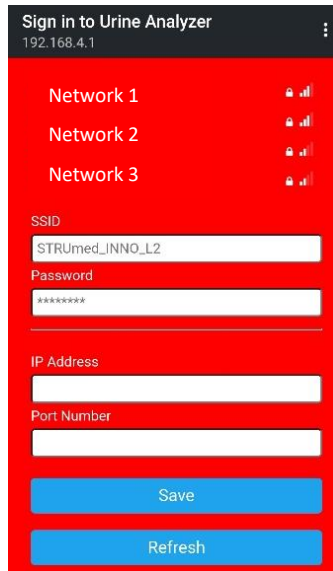 Sign in to Urine Analyzer
192.168.4.1
Network 1
Network 2
Network 3
SSID
STRUmed_INNO_L2
Password
********
IP Address
Port Number
Save
Refresh